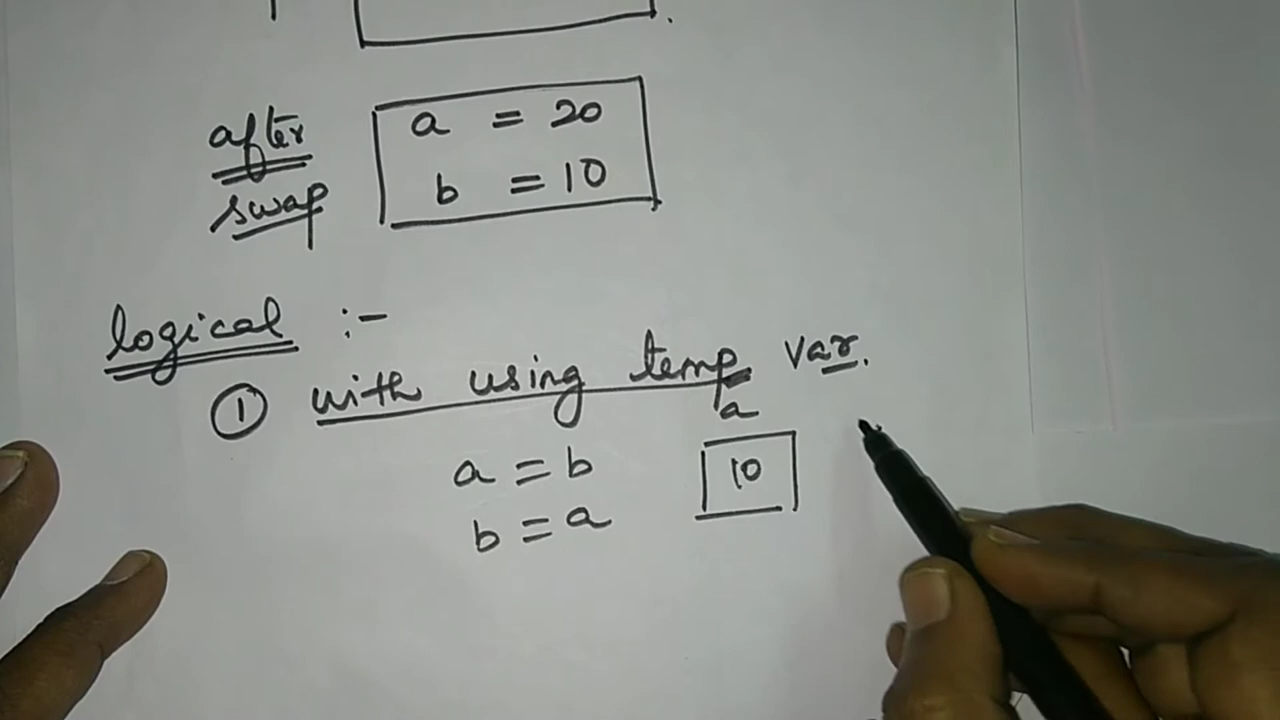 after
swap
a = 20
b = 10
logical :-
① with using temp var.
a = b
b = a
a
10